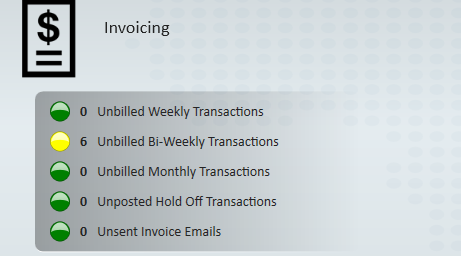 $
Invoicing
0 Unbilled Weekly Transactions
6 Unbilled Bi-Weekly Transactions
0 Unbilled Monthly Transactions
0 Unposted Hold Off Transactions
0 Unsent Invoice Emails